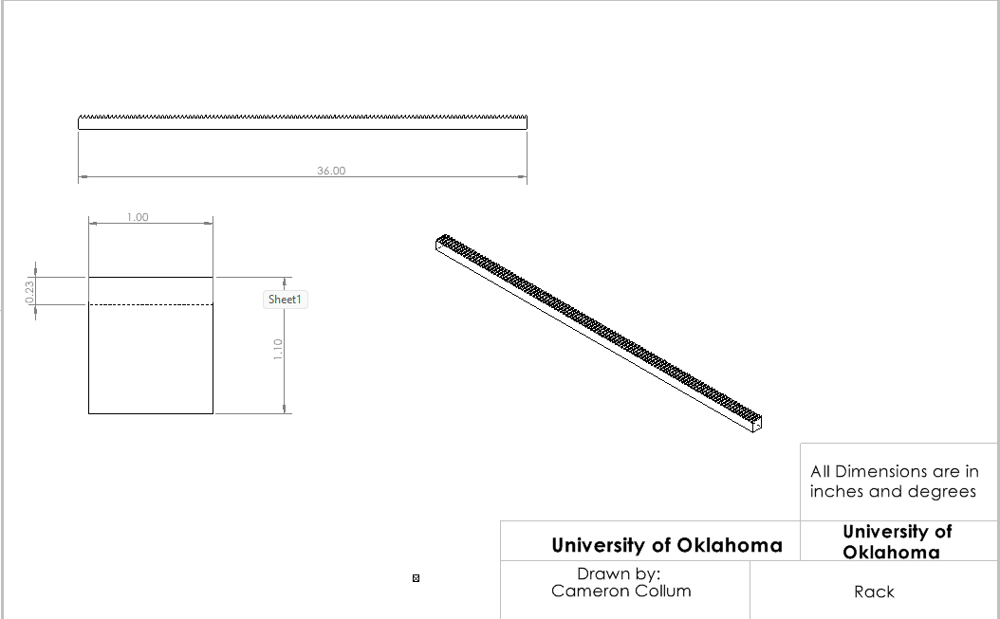 36.00
1.00
0.23
Sheet1
1.10
All Dimensions are in
inches and degrees
University of Oklahoma
University of
Oklahoma
Drawn by:
Cameron Collum
Rack